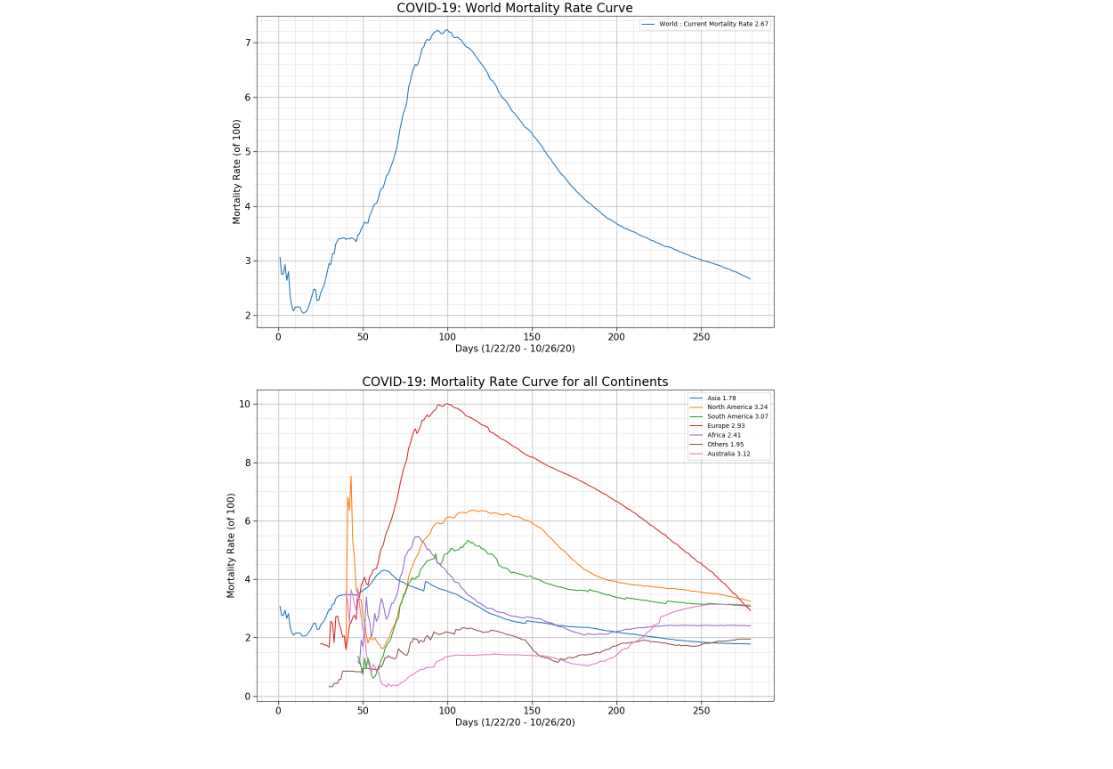 COVID-19: World Mortality Rate Curve
World : Current Mortality Rate 2.67
Mortality Rate (of 100)
7
6
5
4
3
2
0 50 100 150 200 250
Days (1/22/20 - 10/26/20)
COVID-19: Mortality Rate Curve for all Continents
Asia 1.78
North America 3.24
South America 3.07
Europe 2.93
Africa 2.41
Others 1.95
Australia 3.12
Mortality Rate (of 100)
10
8
6
4
2
0
0 50 100 150 200 250
Days (1/22/20 - 10/26/20)